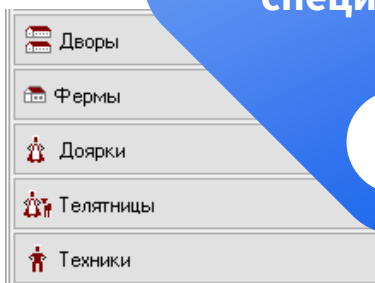 специ
Дворы
Фермы
Доярки
Телятницы
Техники